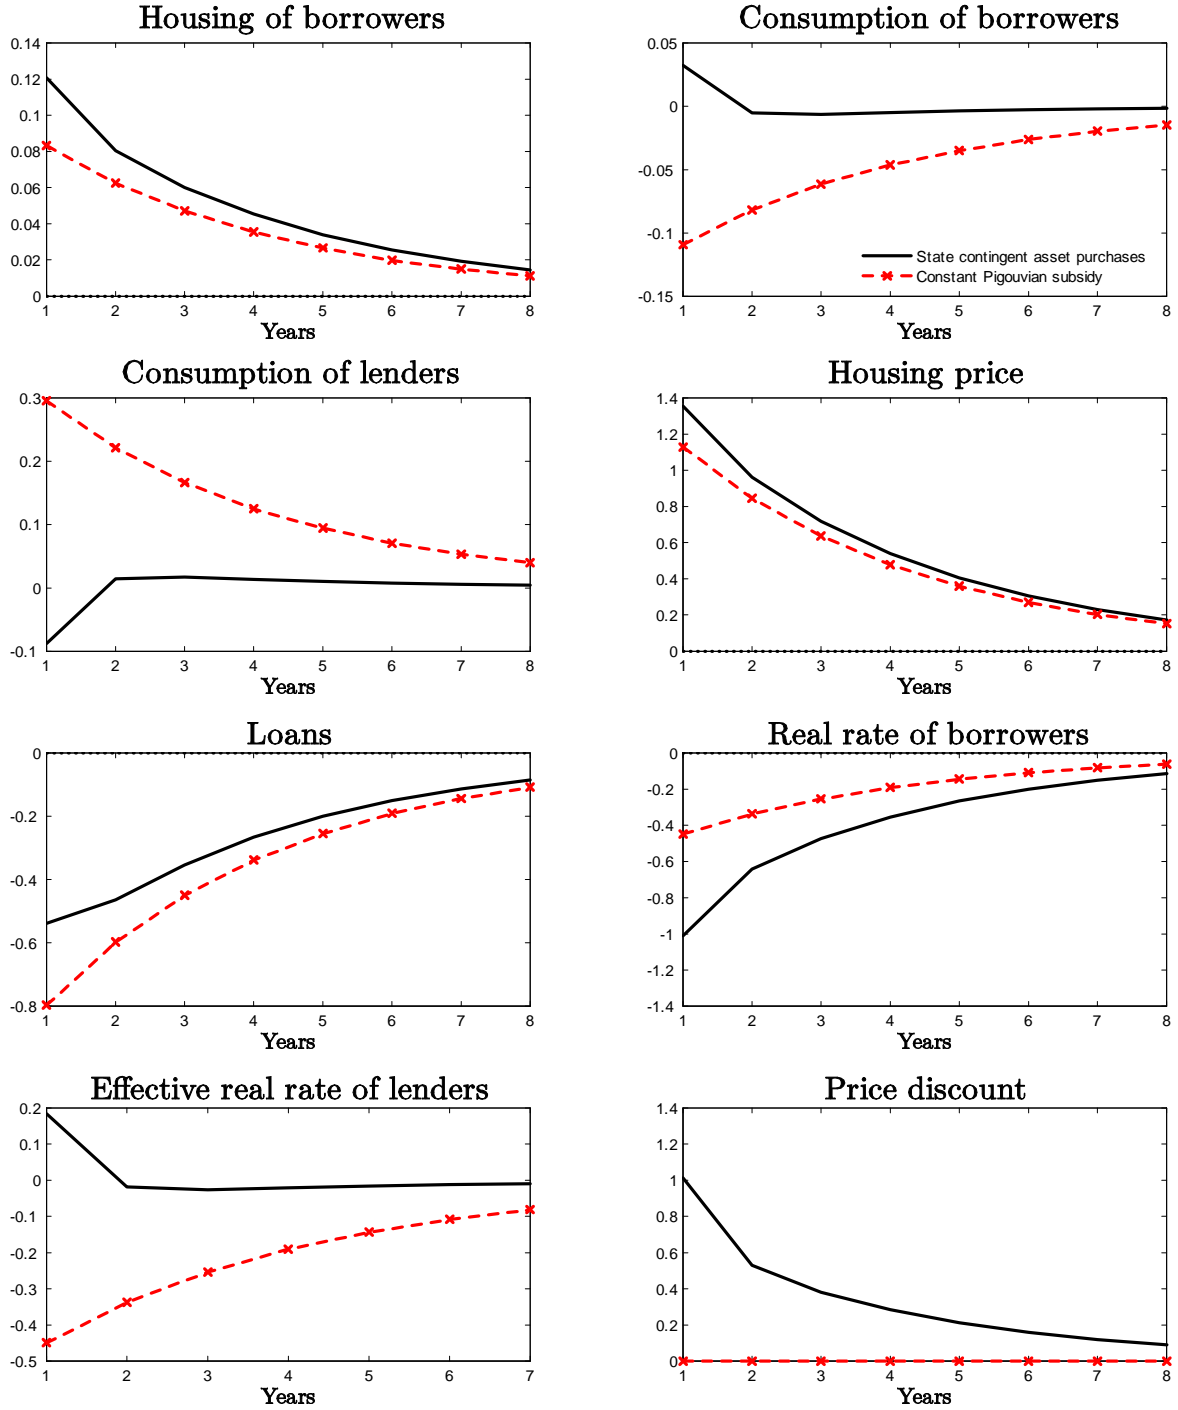 Housing of borrowers
0.14
0.12
0.1
0.08
0.06
0.04
0.02
0
1 2 3 4 5 6 7 8
Years
Consumption of borrowers
0.05
0
-0.05
-0.1
-0.15
State contingent asset purchases
Constant Pigouvian subsidy
1 2 3 4 5 6 7 8
Years
Consumption of lenders
0.3
0.2
0.1
0
-0.1
1 2 3 4 5 6 7 8
Years
Housing price
1.4
1.2
1
0.8
0.6
0.4
0.2
0
1 2 3 4 5 6 7 8
Years
Loans
0
-0.2
-0.4
-0.6
-0.8
1 2 3 4 5 6 7 8
Years
Real rate of borrowers
0
-0.2
-0.4
-0.6
-0.8
-1
-1.2
-1.4
1 2 3 4 5 6 7 8
Years
Effective real rate of lenders
0.2
0.1
0
-0.1
-0.2
-0.3
-0.4
-0.5
1 2 3 4 5 6 7
Years
Price discount
1.4
1.2
1
0.8
0.6
0.4
0.2
0
1 2 3 4 5 6 7 8
Years